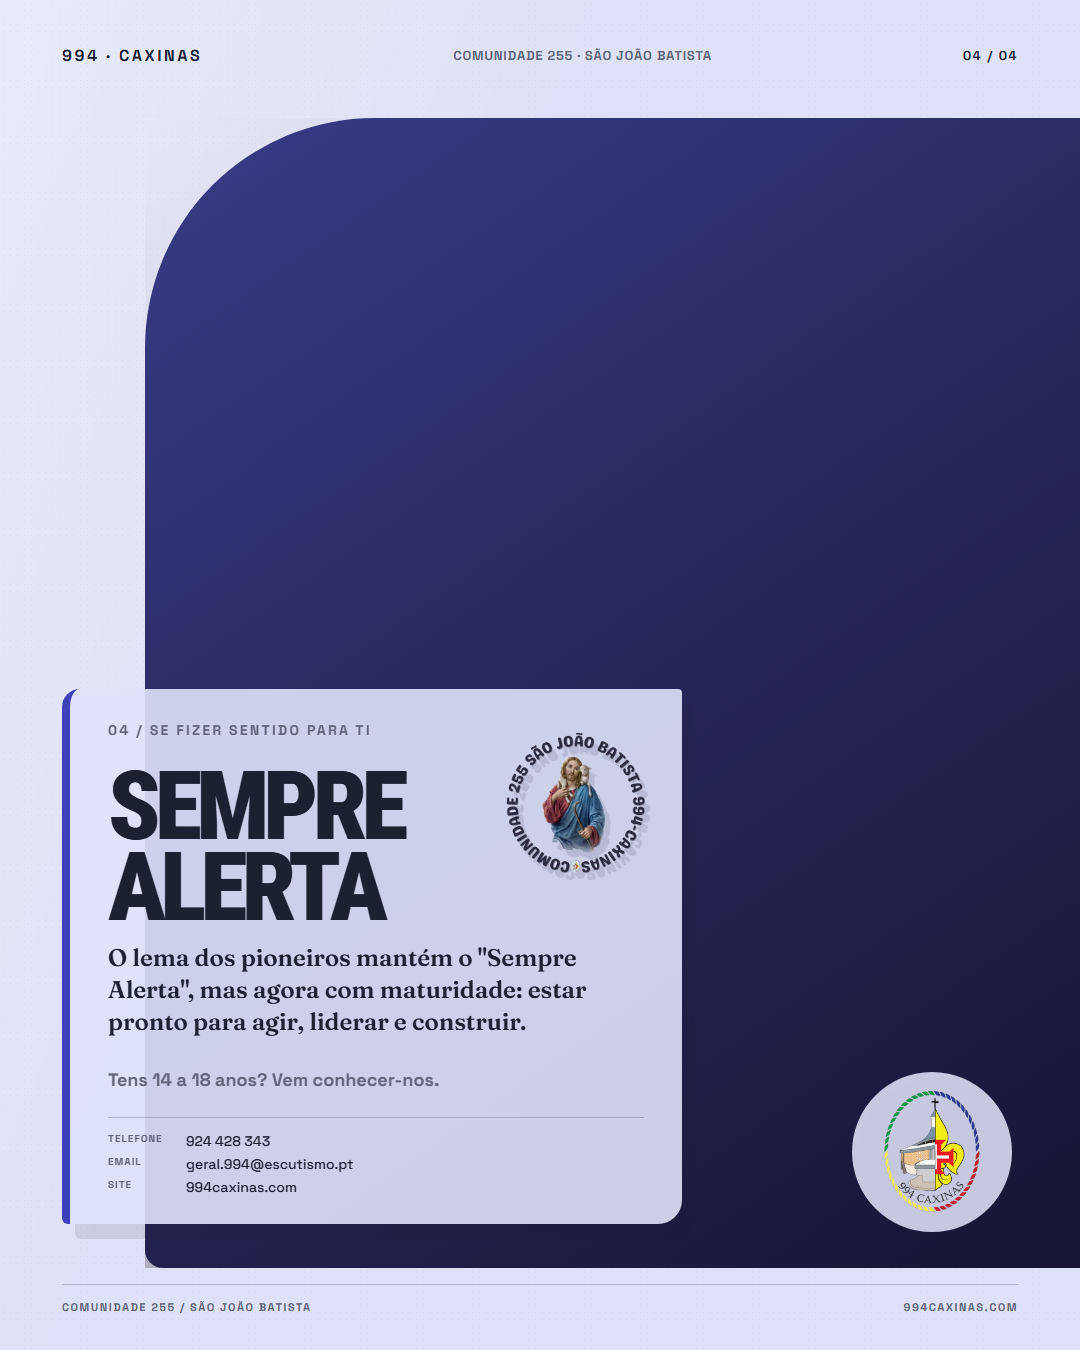 994 · CAXINAS
COMUNIDADE 255 · SÃO JOÃO BATISTA
04 / 04
04 / SE FIZER SENTIDO PARA TI
COMUNIDADE 255 SÃO JOÃO BATISTA 994-CAXINAS
SEMPRE
ALERTA
O lema dos pioneiros mantém o "Sempre
Alerta", mas agora com maturidade: estar
pronto para agir, liderar e construir.
Tens 14 a 18 anos? Vem conhecer-nos.
TELEFONE 924 428 343
EMAIL geral.994@escutismo.pt
SITE 994caxinas.com
994 CAXINAS
COMUNIDADE 255 / SÃO JOÃO BATISTA
994CAXINAS.COM